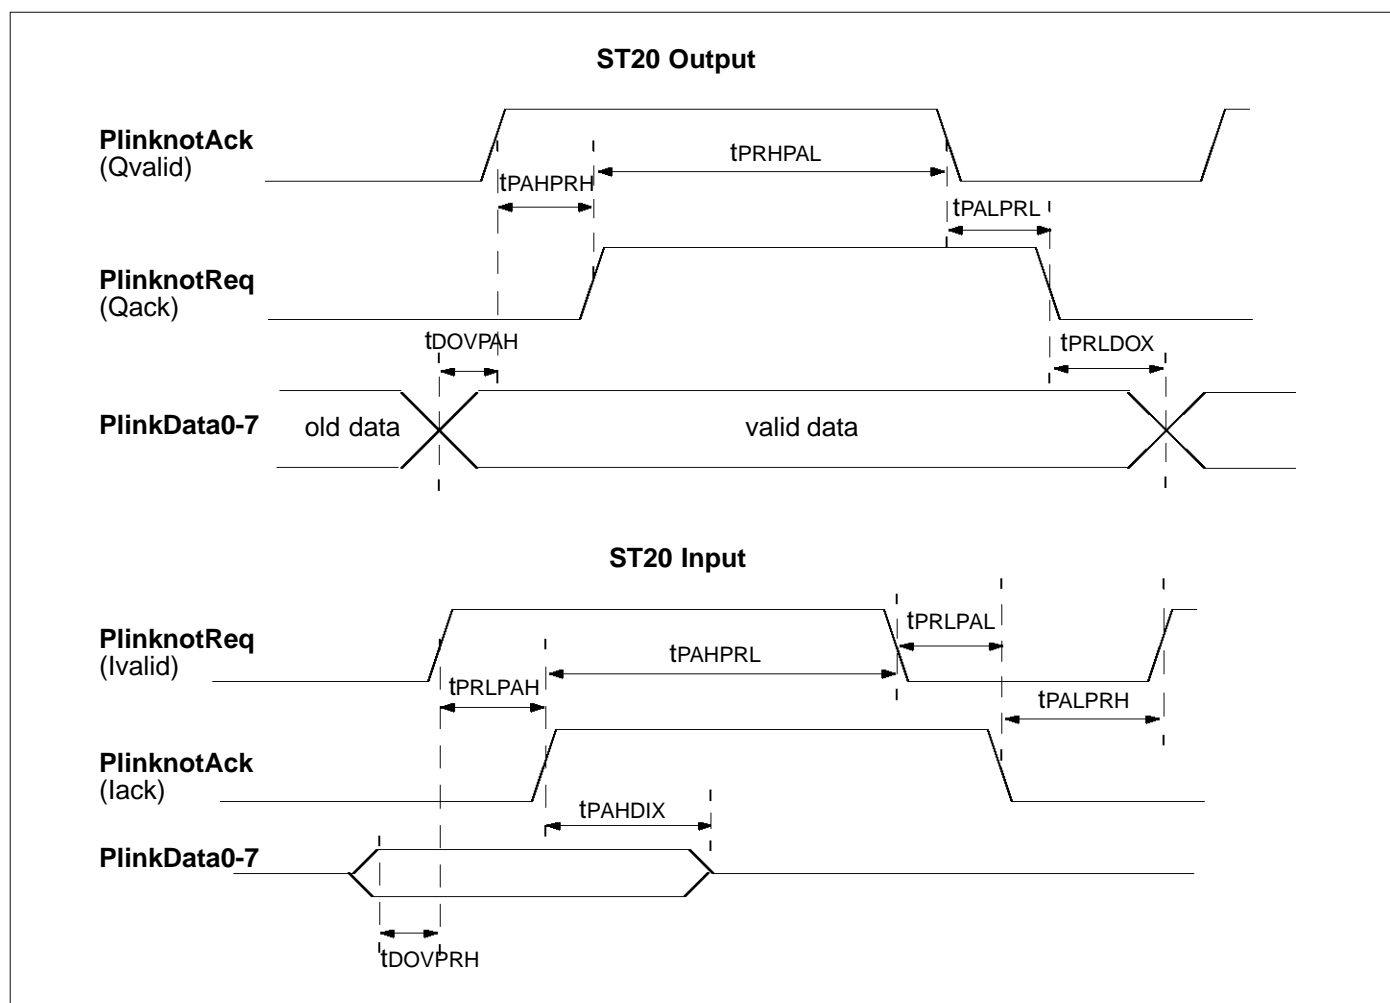 ST20 Output
PlinknotAck
(Qvalid)
tPRHPAL
tPAHPRH
tPALPRL
PlinknotReq
(Qack)
tDOVPAH
tPRLDOX
PlinkData0-7
old data
valid data
ST20 Input
PlinknotReq
(Ivalid)
tPRLPAL
tPAHPRL
tPRLPAH
tPALPRH
PlinknotAck
(Iack)
tPAHDIX
PlinkData0-7
tDOVPRH